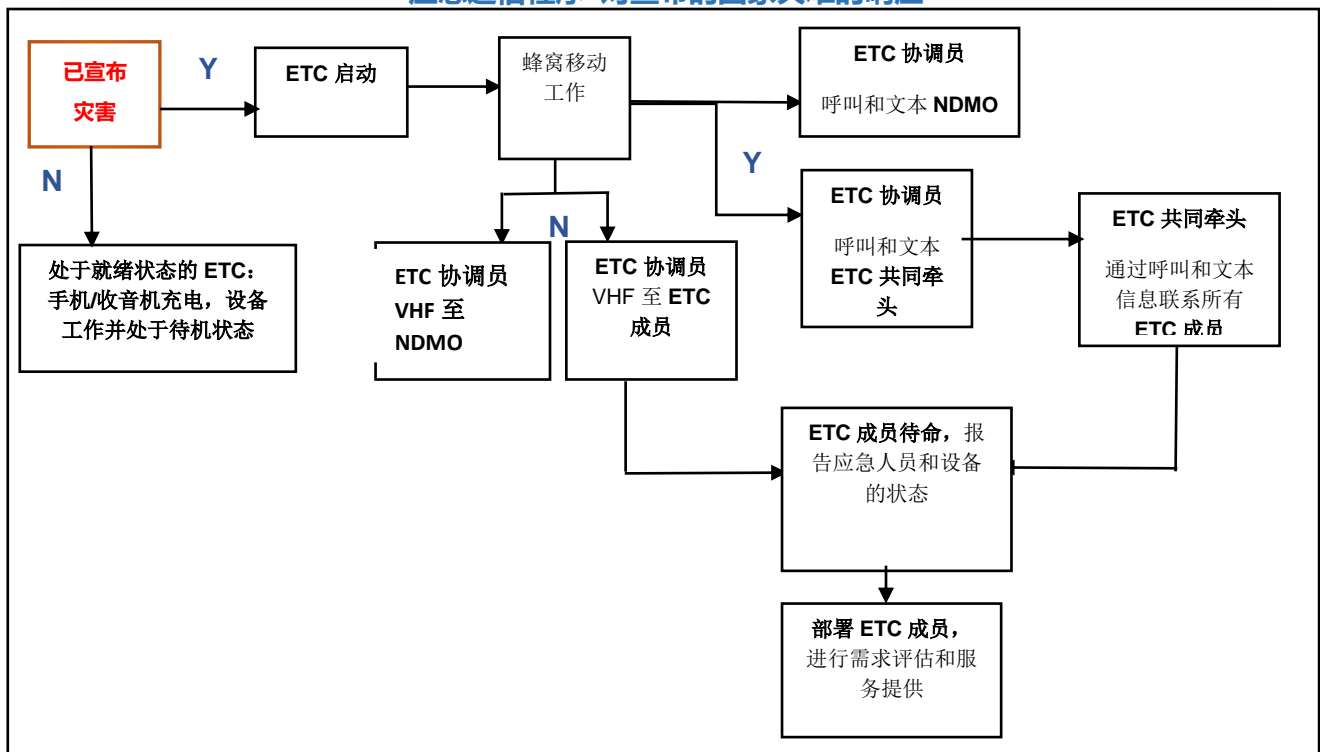 已宣布
灾害
Y
ETC 启动
蜂窝移动
工作
ETC 协调员
呼叫和文本 NDMO
N
Y
处于就绪状态的 ETC：
手机/收音机充电，设备
工作并处于待机状态
N
ETC 协调员
VHF 至
NDMO
ETC 协调员
VHF 至 ETC
成员
ETC 协调员
呼叫和文本
ETC 共同牵
头
ETC 共同牵头
通过呼叫和文本
信息联系所有
ETC 成员
ETC 成员待命，报
告应急人员和设备
的状态
部署 ETC 成员，
进行需求评估和服
务提供